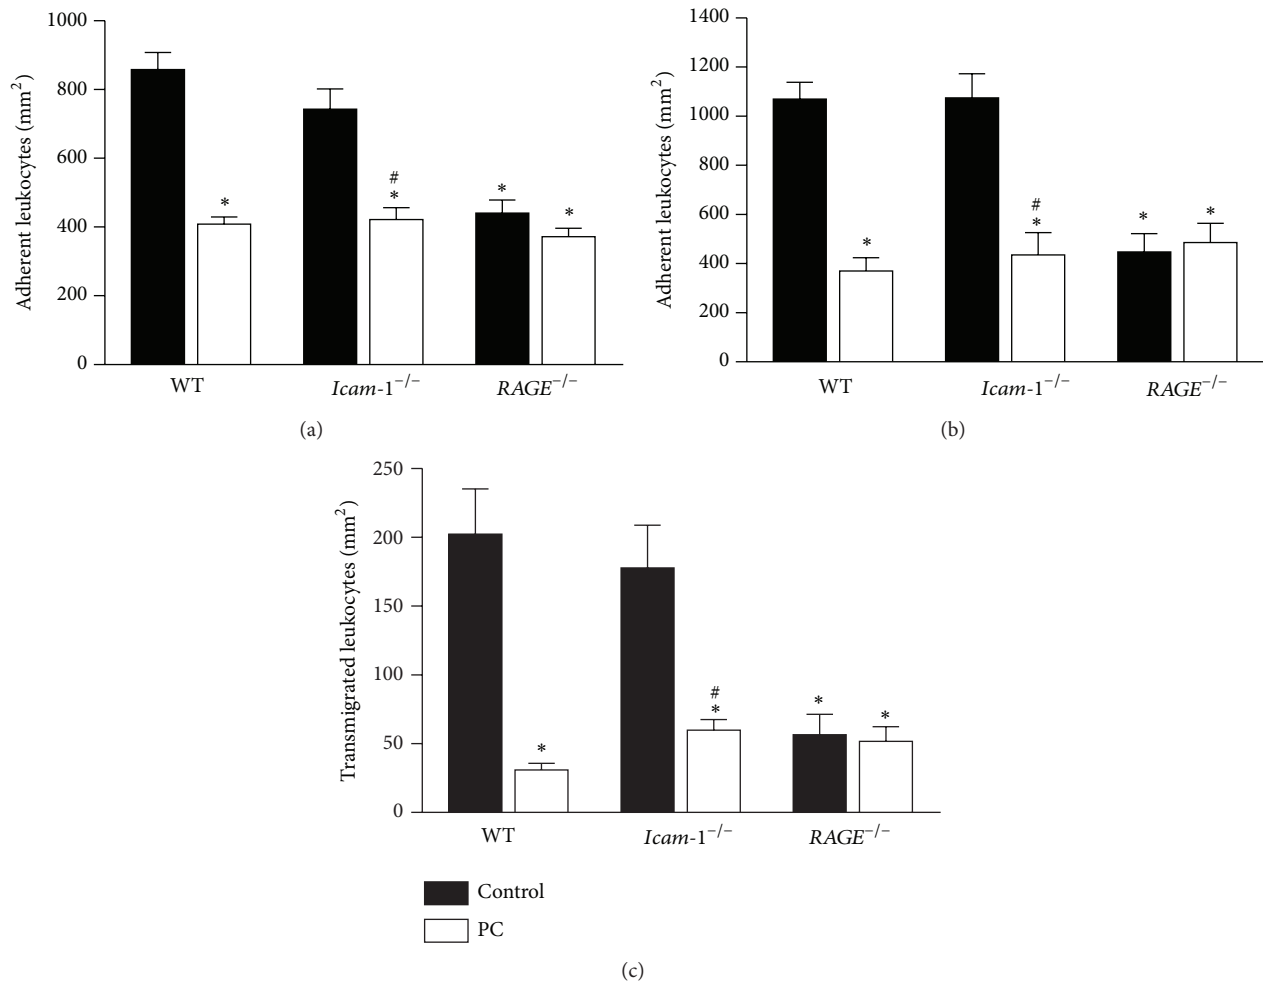 1000
800
600
400
200
0
Adherent leukocytes (mm²)
*
#
*
*
*
WT
Icam-1⁻/⁻
RAGE⁻/⁻
(a)
1400
1200
1000
800
600
400
200
0
Adherent leukocytes (mm²)
*
#
*
*
*
WT
Icam-1⁻/⁻
RAGE⁻/⁻
(b)
250
200
150
100
50
0
Transmigrated leukocytes (mm²)
*
#
*
*
*
WT
Icam-1⁻/⁻
RAGE⁻/⁻
Control
PC
(c)